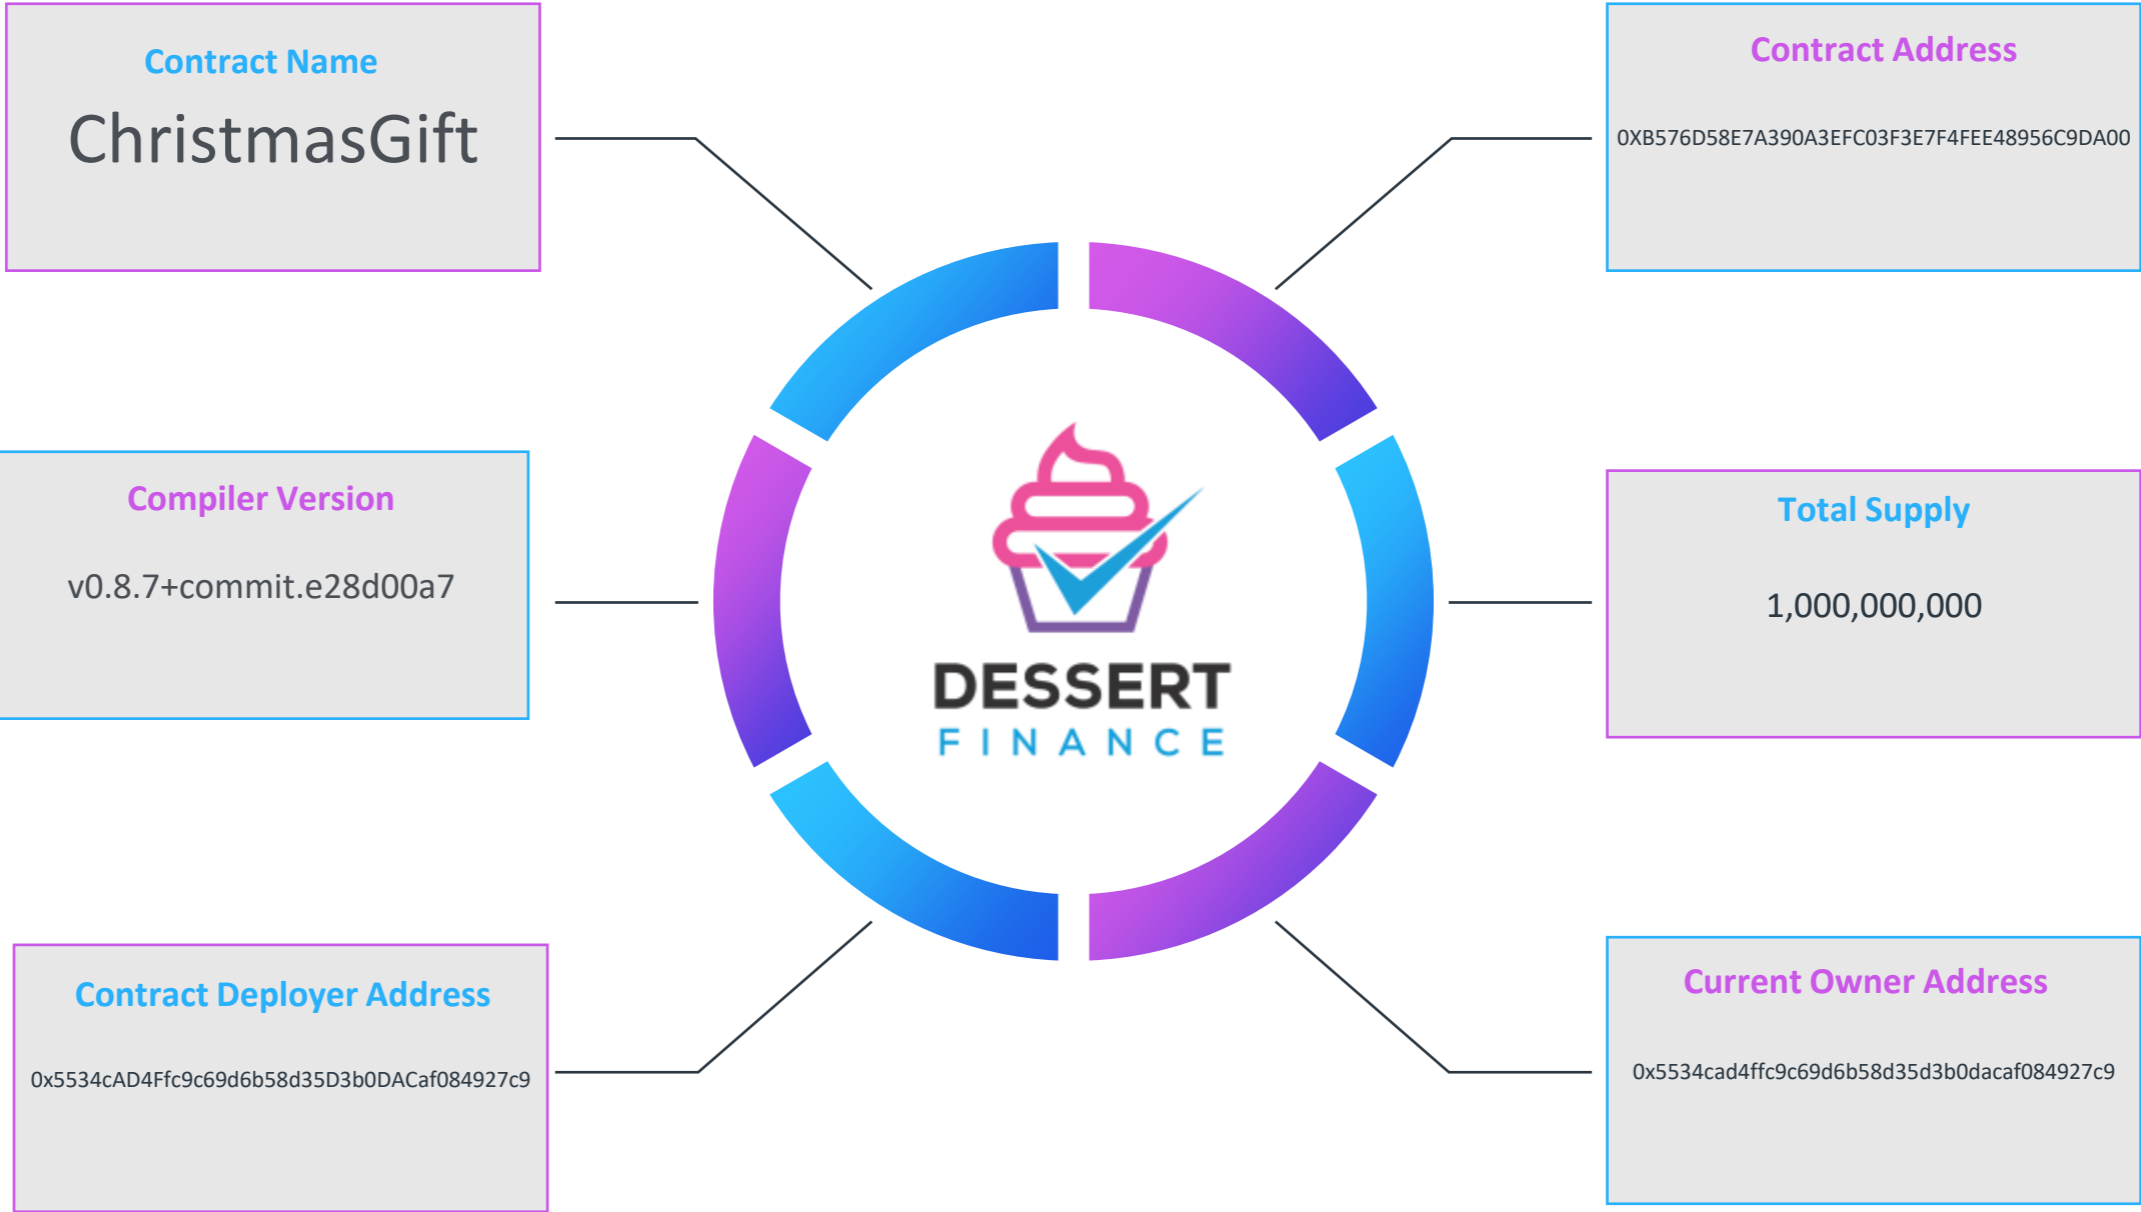 Contract Name
ChristmasGift
Contract Address
0XB576D58E7A390A3EFC03F3E7F4FEE48956C9DA00
Compiler Version
v0.8.7+commit.e28d00a7
Total Supply
1,000,000,000
DESSERT
FINANCE
Contract Deployer Address
0x5534cAD4Ffc9c69d6b58d35D3b0DACaf084927c9
Current Owner Address
0x5534cad4ffc9c69d6b58d35d3b0dacaf084927c9